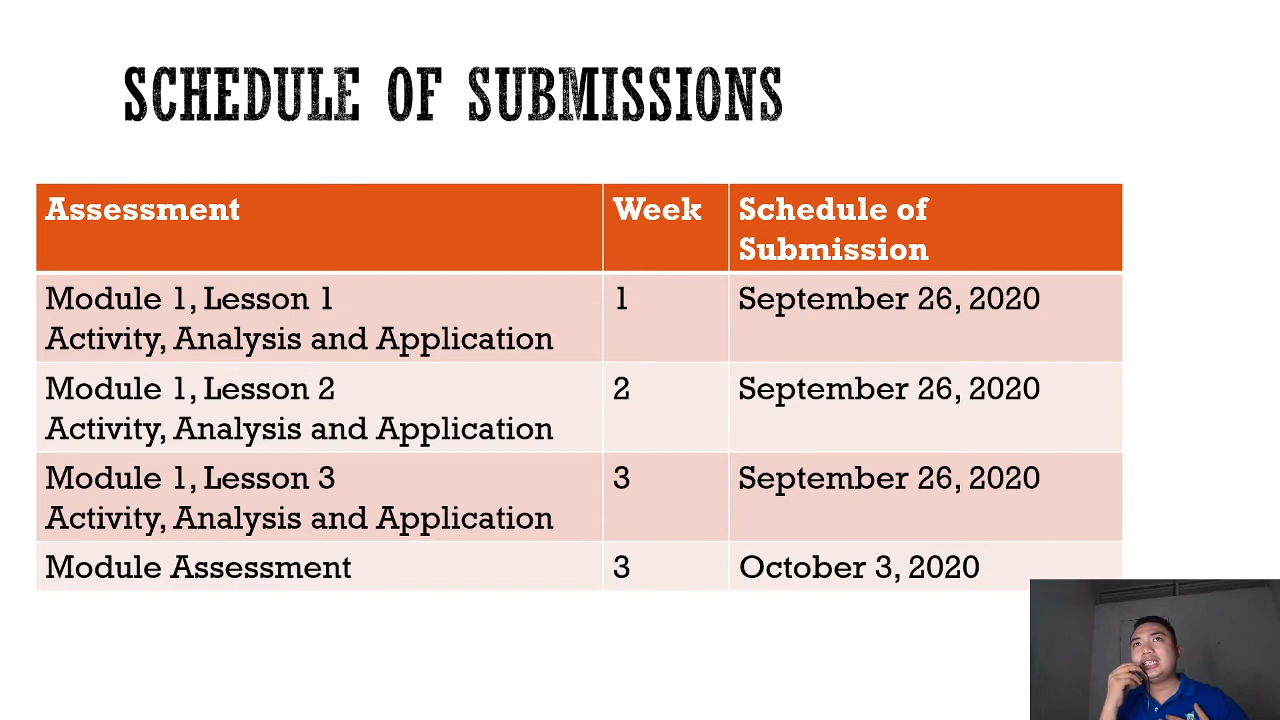 SCHEDULE OF SUBMISSIONS
Assessment
Week
Schedule of
Submission
Module 1, Lesson 1
Activity, Analysis and Application
1
September 26, 2020
Module 1, Lesson 2
Activity, Analysis and Application
2
September 26, 2020
Module 1, Lesson 3
Activity, Analysis and Application
3
September 26, 2020
Module Assessment
3
October 3, 2020